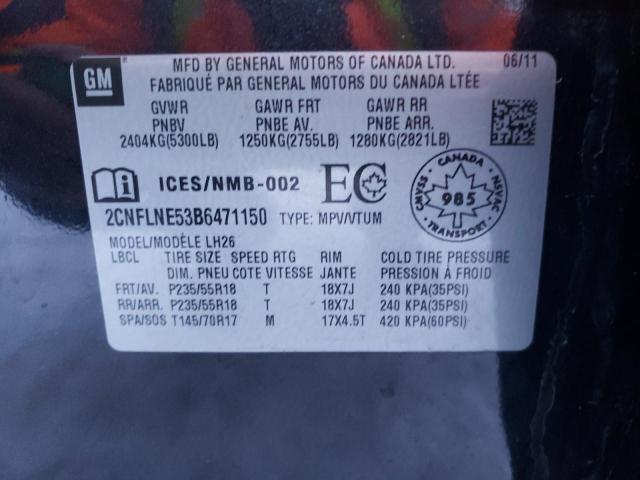 GM
MFD BY GENERAL MOTORS OF CANADA LTD. 06/11
FABRIQUÉ PAR GENERAL MOTORS DU CANADA LTÉE
GVWR GAWR FRT GAWR RR
PNBV PNBE AV. PNBE ARR.
2404KG(5300LB) 1250KG(2755LB) 1280KG(2821LB)
ICES/NMB-002 EC
CANADA
CMVSS 985 NSVAC
TRANSPORT
2CNFLNE53B6471150 TYPE: MPV/VTUM
MODEL/MODÈLE LH26
LBCL TIRE SIZE SPEED RTG RIM COLD TIRE PRESSURE
DIM. PNEU COTE VITESSE JANTE PRESSION À FROID
FRT/AV. P235/55R18 T 18X7J 240 KPA(35PSI)
RR/ARR. P235/55R18 T 18X7J 240 KPA(35PSI)
SPA/SOS T145/70R17 M 17X4.5T 420 KPA(60PSI)